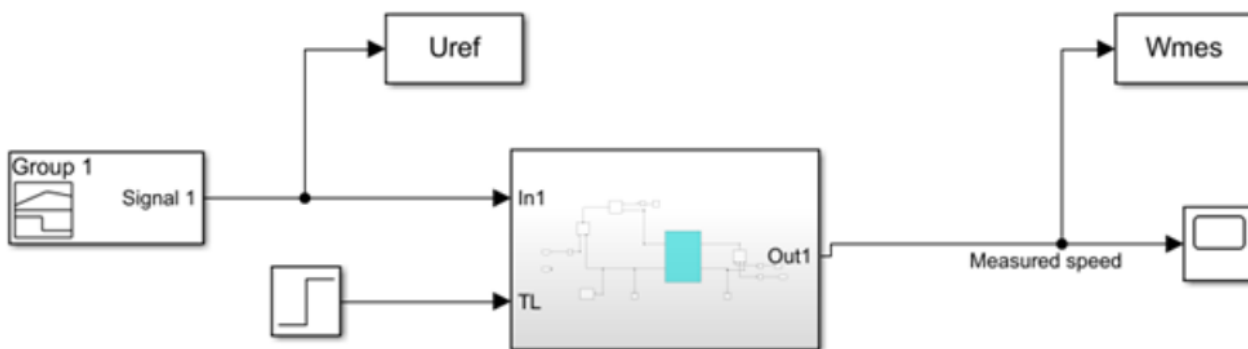 Uref
Wmes
Group 1
Signal 1
In1
Out1
Measured speed
TL